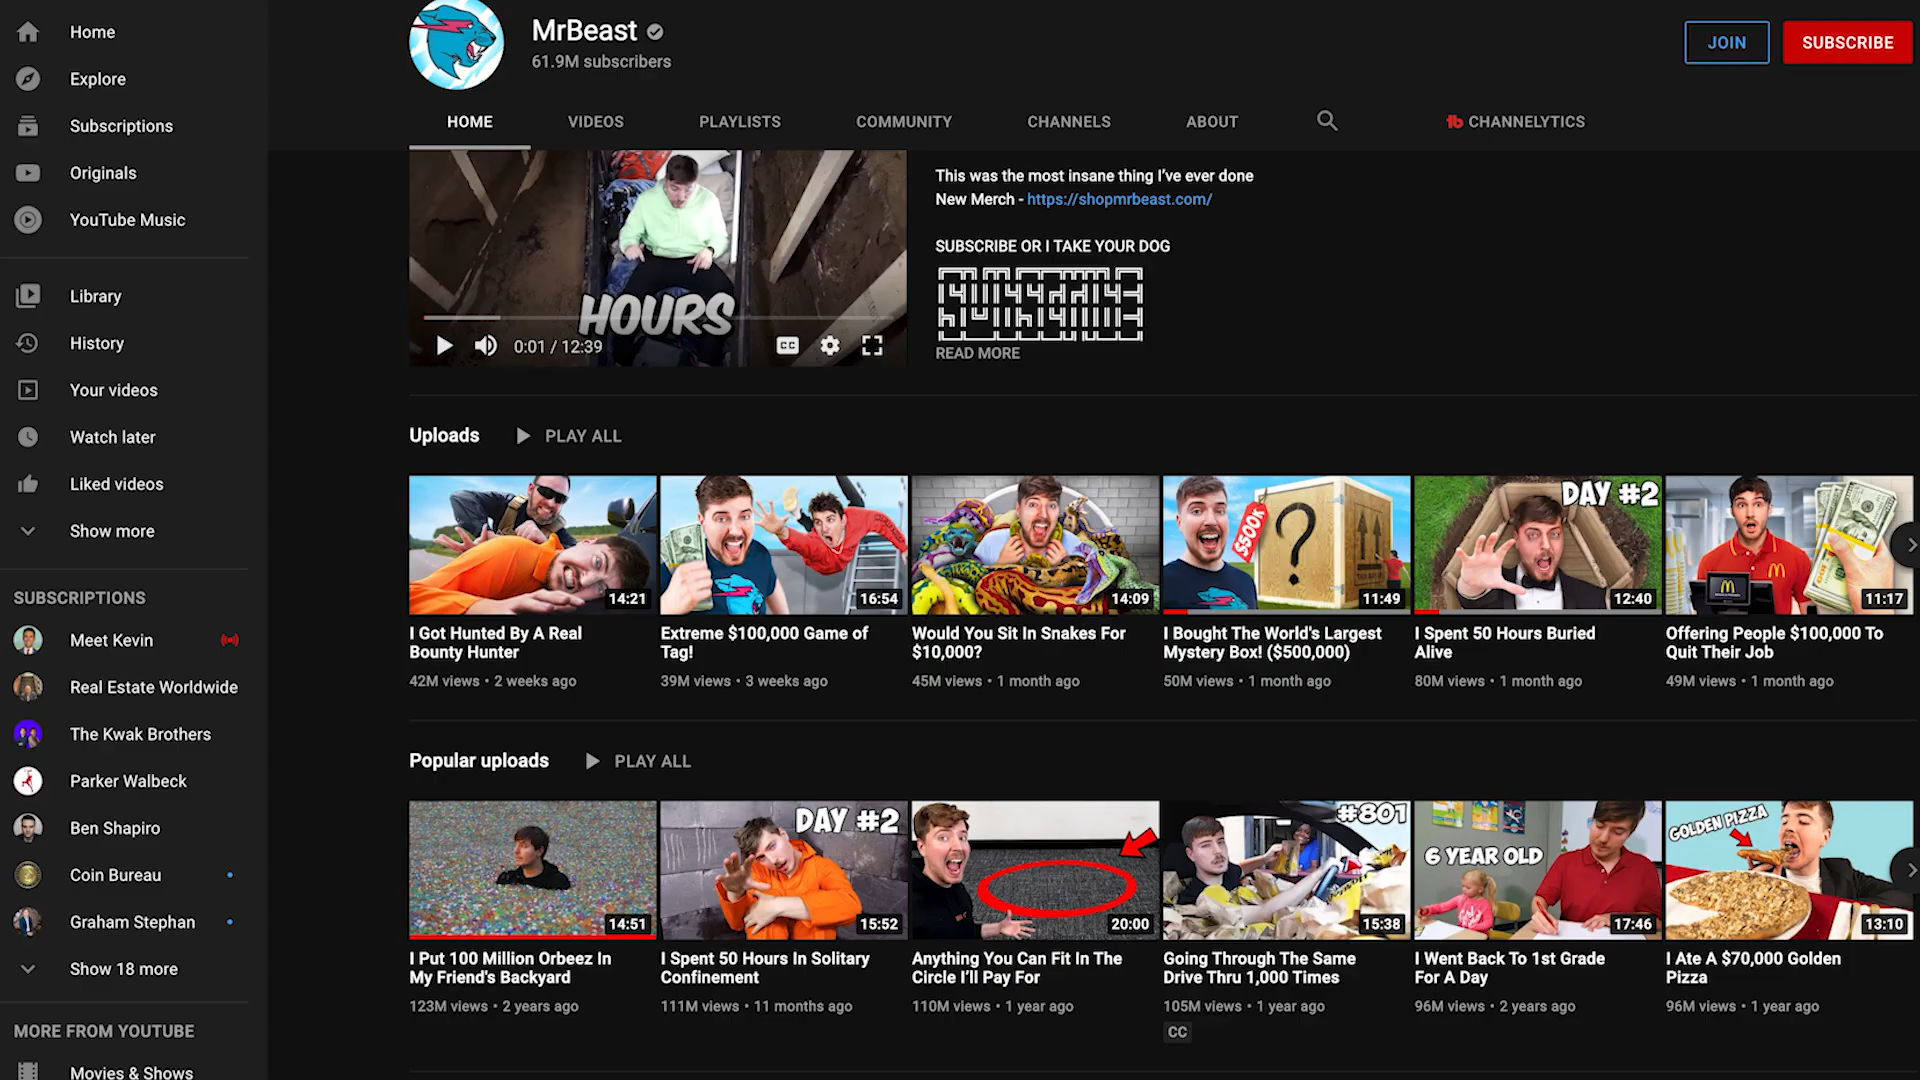 Home
Explore
Subscriptions
Originals
YouTube Music
Library
History
Your videos
Watch later
Liked videos
Show more
SUBSCRIPTIONS
Meet Kevin
Real Estate Worldwide
The Kwak Brothers
Parker Walbeck
Ben Shapiro
Coin Bureau
Graham Stephan
Show 18 more
MORE FROM YOUTUBE
Movies & Shows
MrBeast
61.9M subscribers
JOIN
SUBSCRIBE
HOME
VIDEOS
PLAYLISTS
COMMUNITY
CHANNELS
ABOUT
tb CHANNELYTICS
HOURS
0:01 / 12:39
CC
This was the most insane thing I've ever done
New Merch - https://shopmrbeast.com/
SUBSCRIBE OR I TAKE YOUR DOG
READ MORE
Uploads
PLAY ALL
14:21
I Got Hunted By A Real
Bounty Hunter
42M views • 2 weeks ago
16:54
Extreme $100,000 Game of
Tag!
39M views • 3 weeks ago
14:09
Would You Sit In Snakes For
$10,000?
45M views • 1 month ago
$500K
?
11:49
I Bought The World's Largest
Mystery Box! ($500,000)
50M views • 1 month ago
DAY #2
12:40
I Spent 50 Hours Buried
Alive
80M views • 1 month ago
11:17
Offering People $100,000 To
Quit Their Job
49M views • 1 month ago
Popular uploads
PLAY ALL
14:51
I Put 100 Million Orbeez In
My Friend's Backyard
123M views • 2 years ago
DAY #2
15:52
I Spent 50 Hours In Solitary
Confinement
111M views • 11 months ago
20:00
Anything You Can Fit In The
Circle I'll Pay For
110M views • 1 year ago
#801
15:38
Going Through The Same
Drive Thru 1,000 Times
105M views • 1 year ago
CC
6 YEAR OLD
17:46
I Went Back To 1st Grade
For A Day
96M views • 2 years ago
GOLDEN PIZZA
13:10
I Ate A $70,000 Golden
Pizza
96M views • 1 year ago